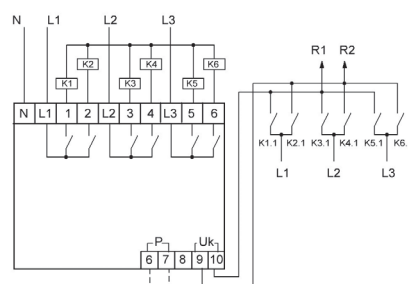 N L1 L2 L3
R1 R2
K2 K4 K6
K1 K3 K5
N L1 1 2 L2 3 4 L3 5 6
K1.1 K2.1 K3.1 K4.1 K5.1 K6.
L1 L2 L3
P Uk
6 7 8 9 10